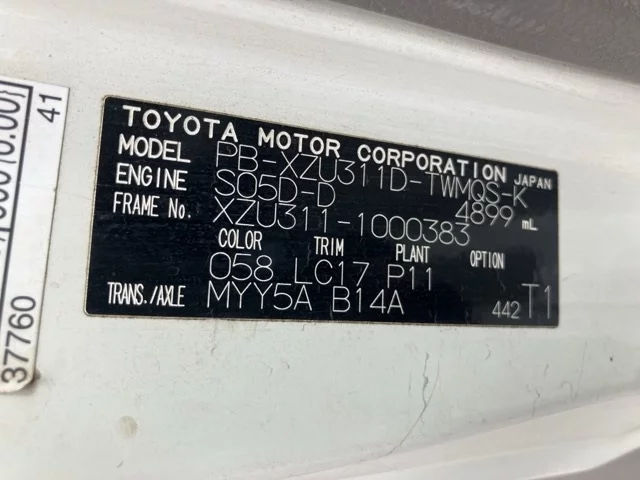 TOYOTA MOTOR CORPORATION JAPAN
MODEL PB-XZU311D-TWMQS-K
ENGINE S05D-D 4899 mL
FRAME No. XZU311-1000383
COLOR TRIM PLANT OPTION
058 LC17 P11
TRANS./AXLE MYY5A B14A 442 T1
41
37760